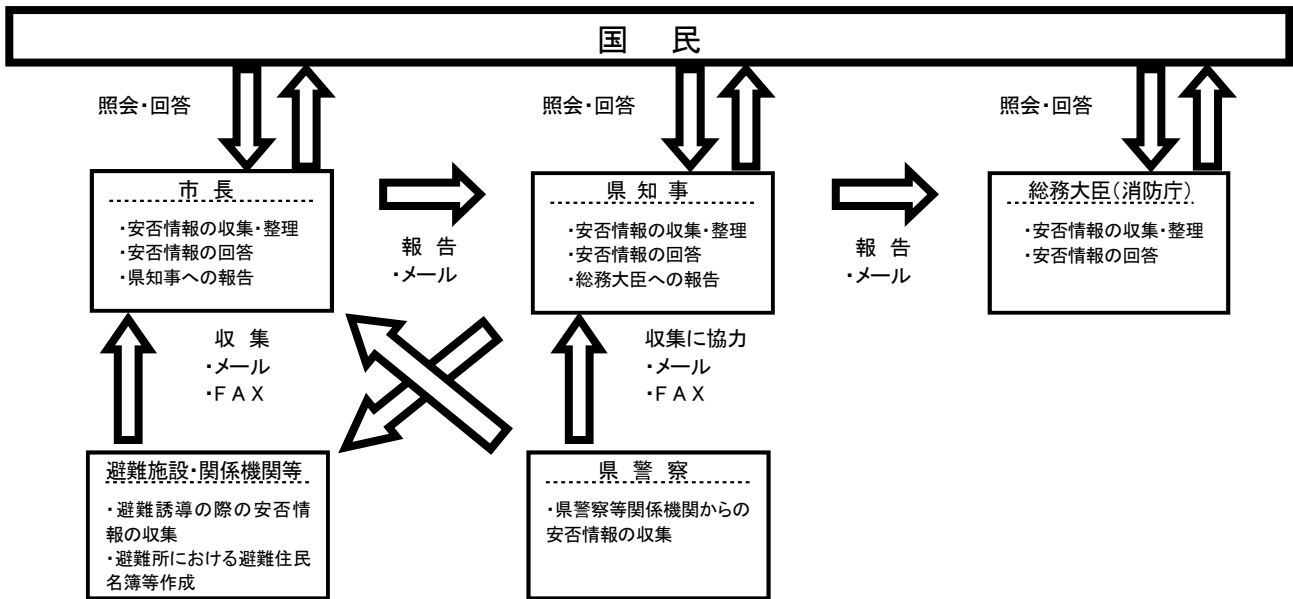 国　民
照会・回答
照会・回答
照会・回答
市 長
・安否情報の収集・整理
・安否情報の回答
・県知事への報告
報 告
・メール
県 知 事
・安否情報の収集・整理
・安否情報の回答
・総務大臣への報告
報 告
・メール
総務大臣(消防庁)
・安否情報の収集・整理
・安否情報の回答
収 集
・メール
・ＦＡＸ
収集に協力
・メール
・ＦＡＸ
避難施設・関係機関等
・避難誘導の際の安否情
報の収集
・避難所における避難住民
名簿等作成
県 警 察
・県警察等関係機関からの
安否情報の収集